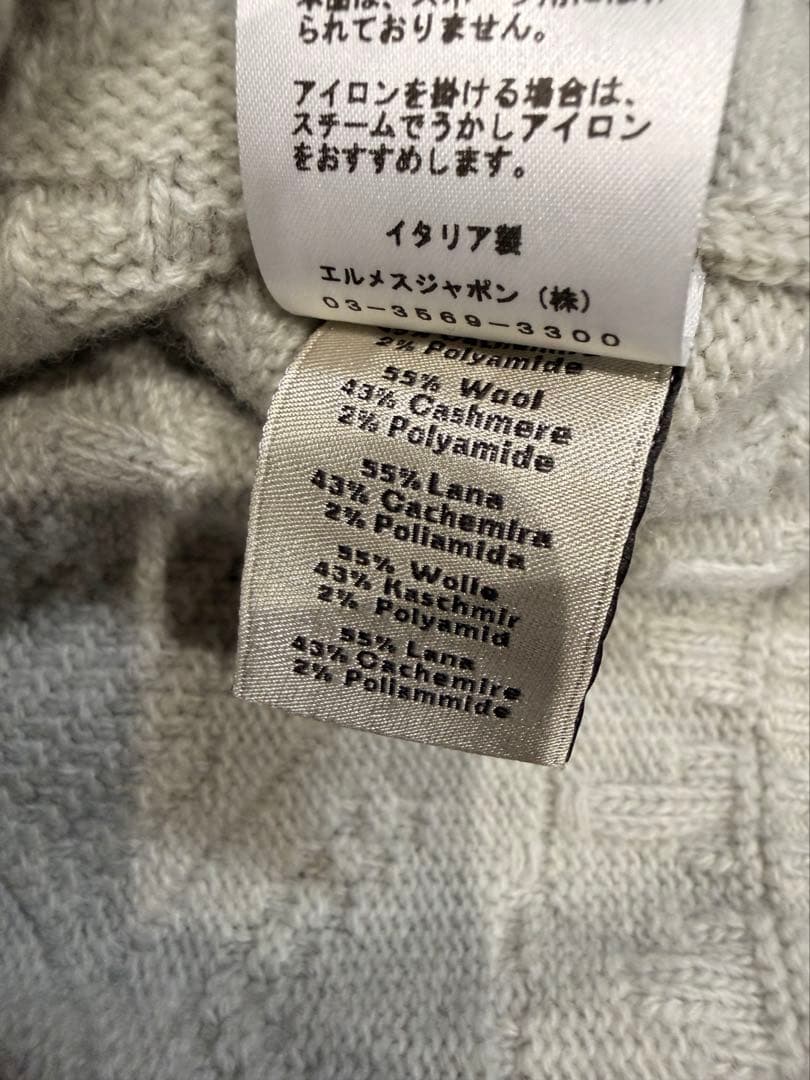 られておりません。
アイロンを掛ける場合は、
スチームでうかしアイロン
をおすすめします。
イタリア製
エルメスジャポン（株）
03-3569-3300
2% Polyamide
55% Wool
43% Cashmere
2% Polyamide
55% Lana
43% Cachemira
2% Poliamida
55% Wolle
43% Kaschmir
2% Polyamid
55% Lana
43% Cachemire
2% Poliammide